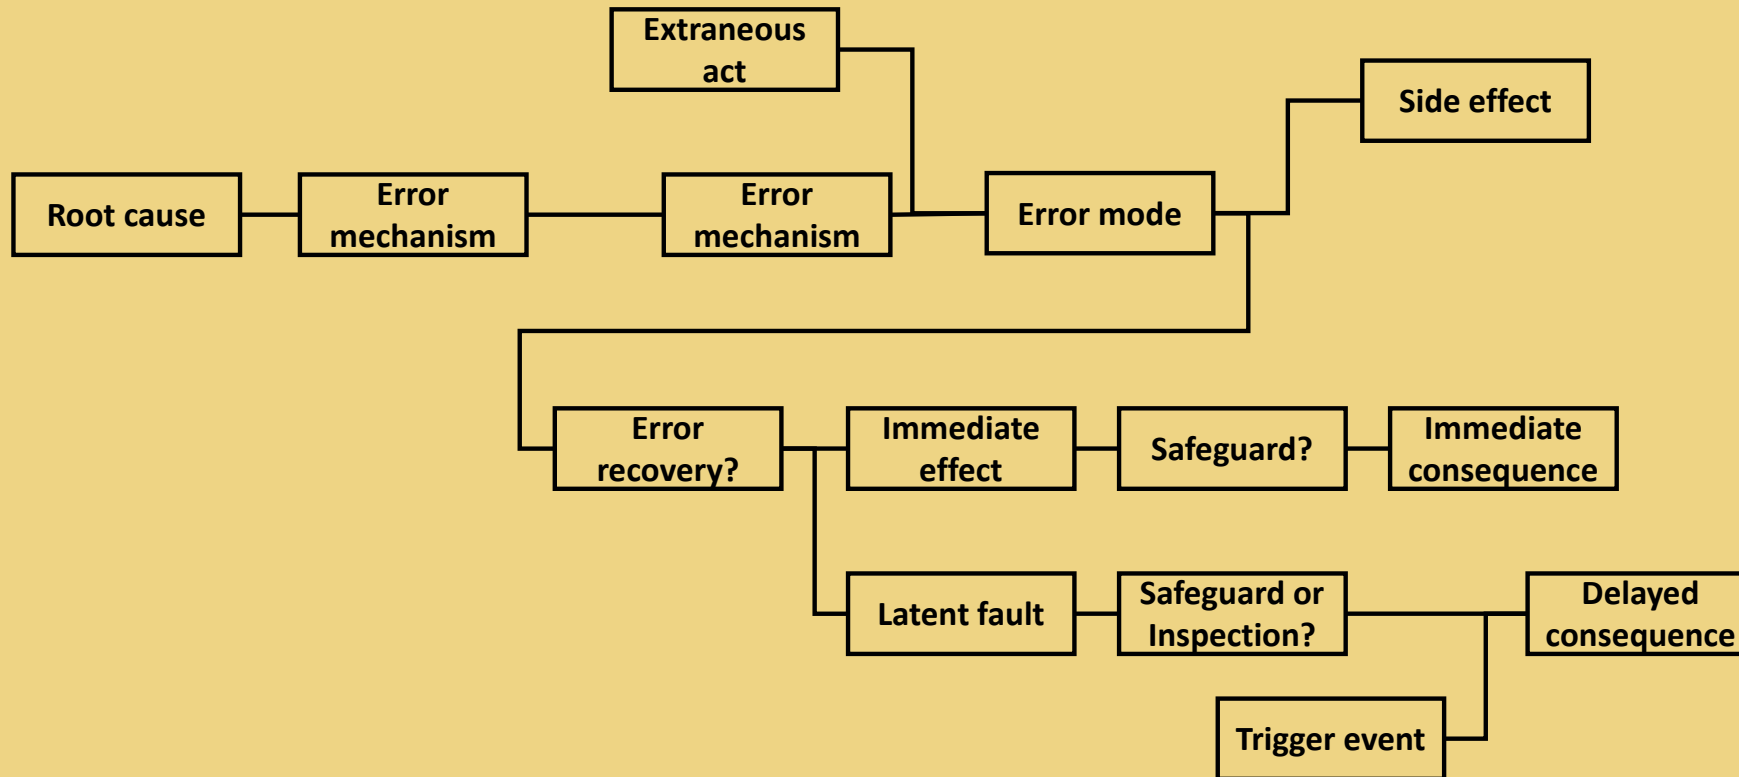 Extraneous
act
Side effect
Root cause
Error
mechanism
Error
mechanism
Error mode
Error
recovery?
Immediate
effect
Safeguard?
Immediate
consequence
Latent fault
Safeguard or
Inspection?
Delayed
consequence
Trigger event